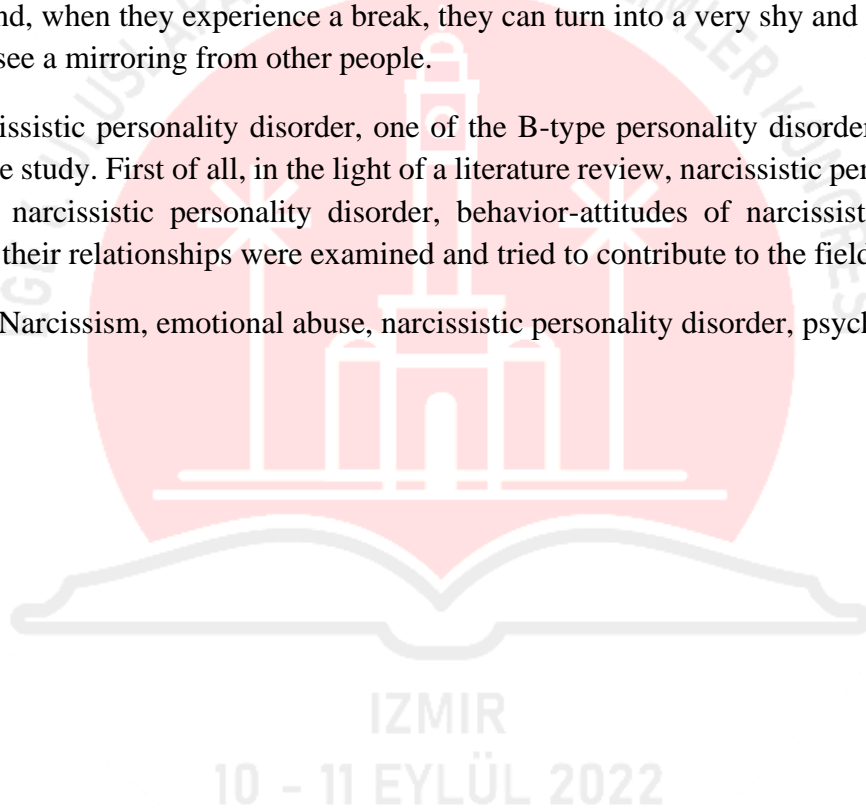 nd, when they experience a break, they can turn into a very shy and
see a mirroring from other people.
issistic personality disorder, one of the B-type personality disorder
e study. First of all, in the light of a literature review, narcissistic per
narcissistic personality disorder, behavior-attitudes of narcissist
their relationships were examined and tried to contribute to the field
Narcissism, emotional abuse, narcissistic personality disorder, psych
IZMIR
10 - 11 EYLÜL 2022